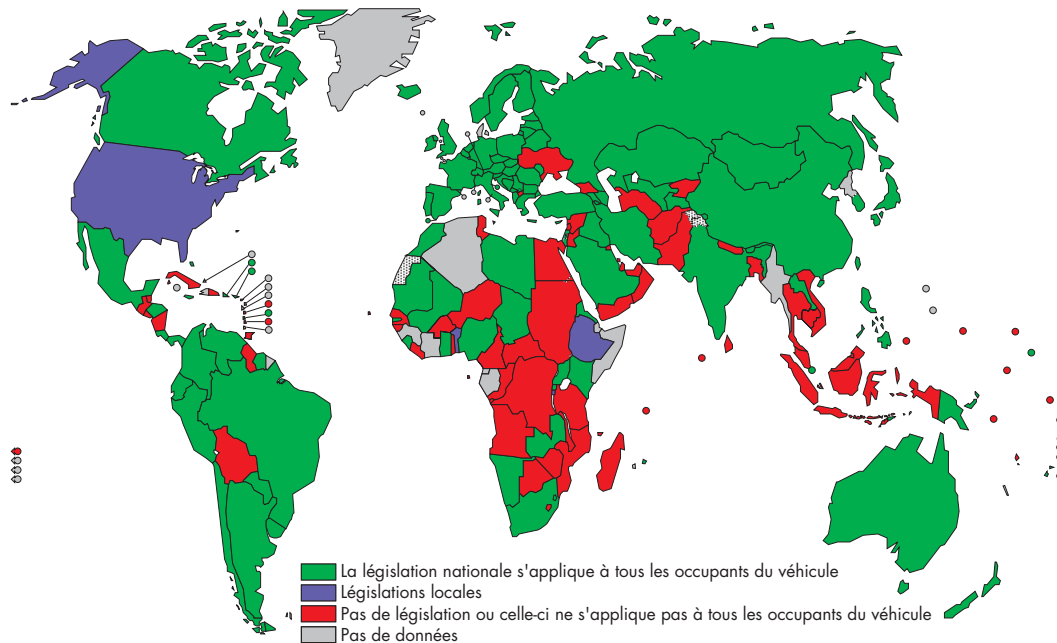 La législation nationale s'applique à tous les occupants du véhicule
Législations locales
Pas de législation ou celle-ci ne s'applique pas à tous les occupants du véhicule
Pas de données